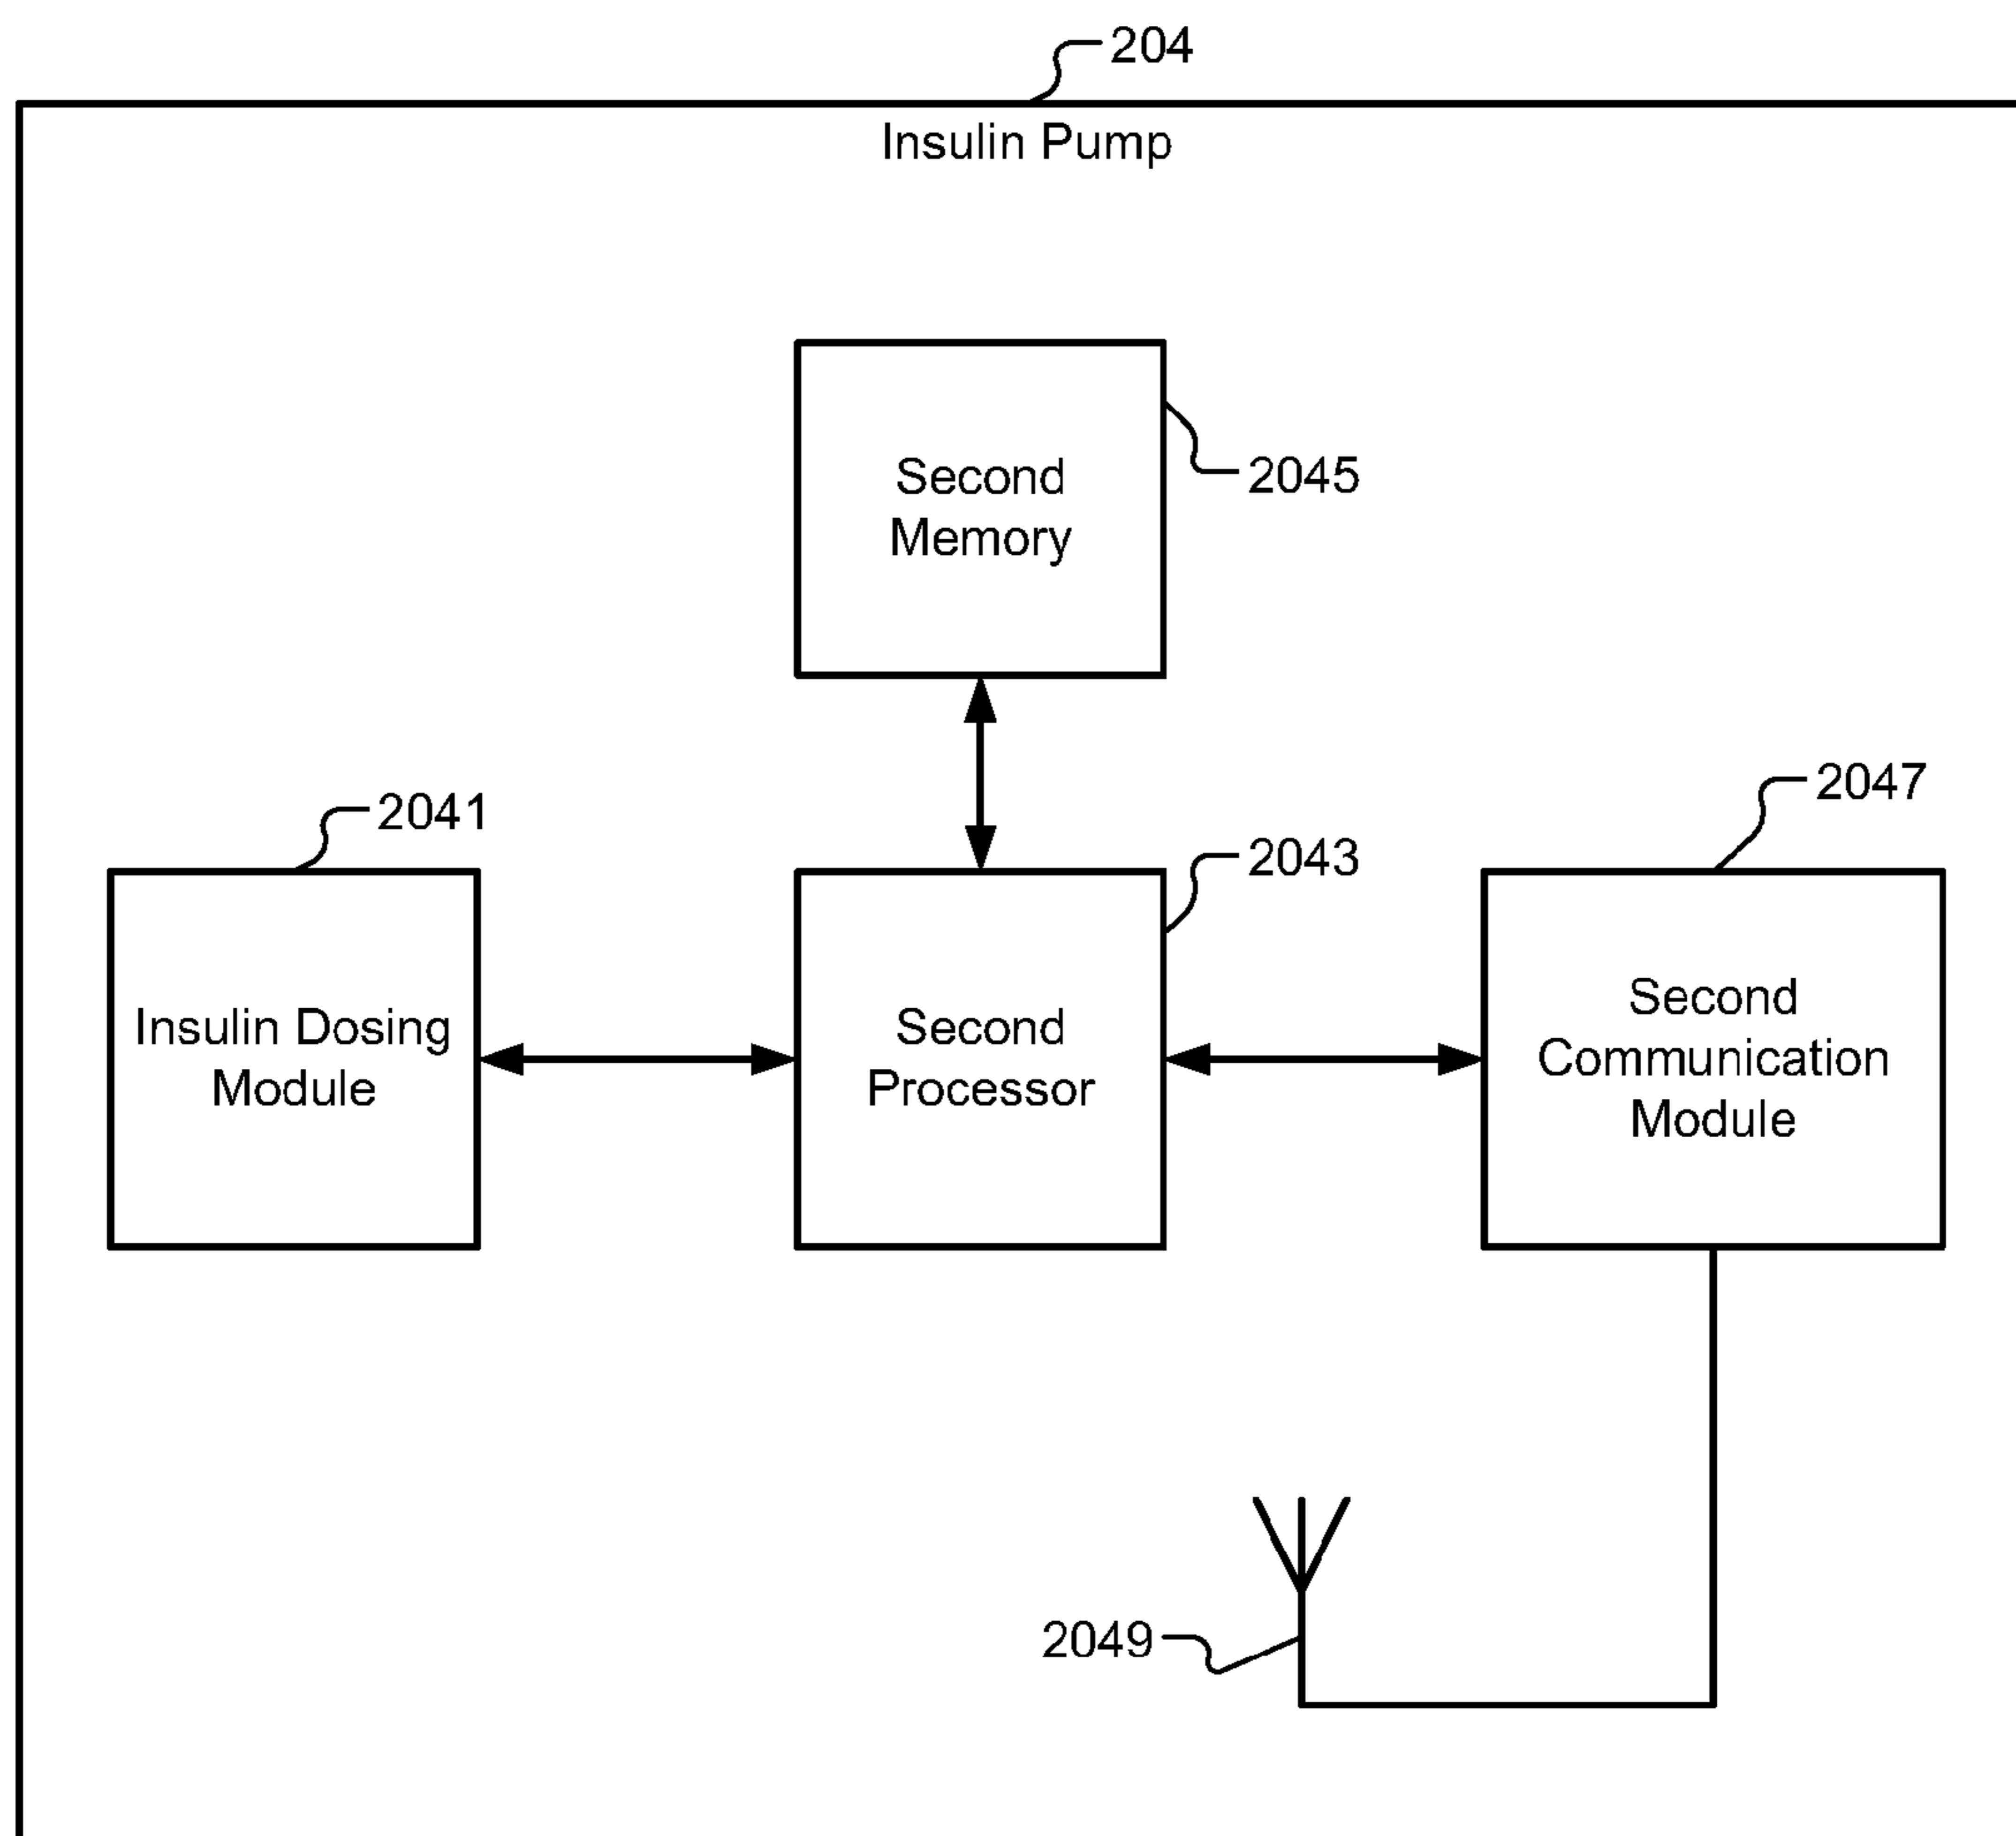 204
Insulin Pump
Second
Memory
2045
2041
2043
2047
Insulin Dosing
Module
Second
Processor
Second
Communication
Module
2049